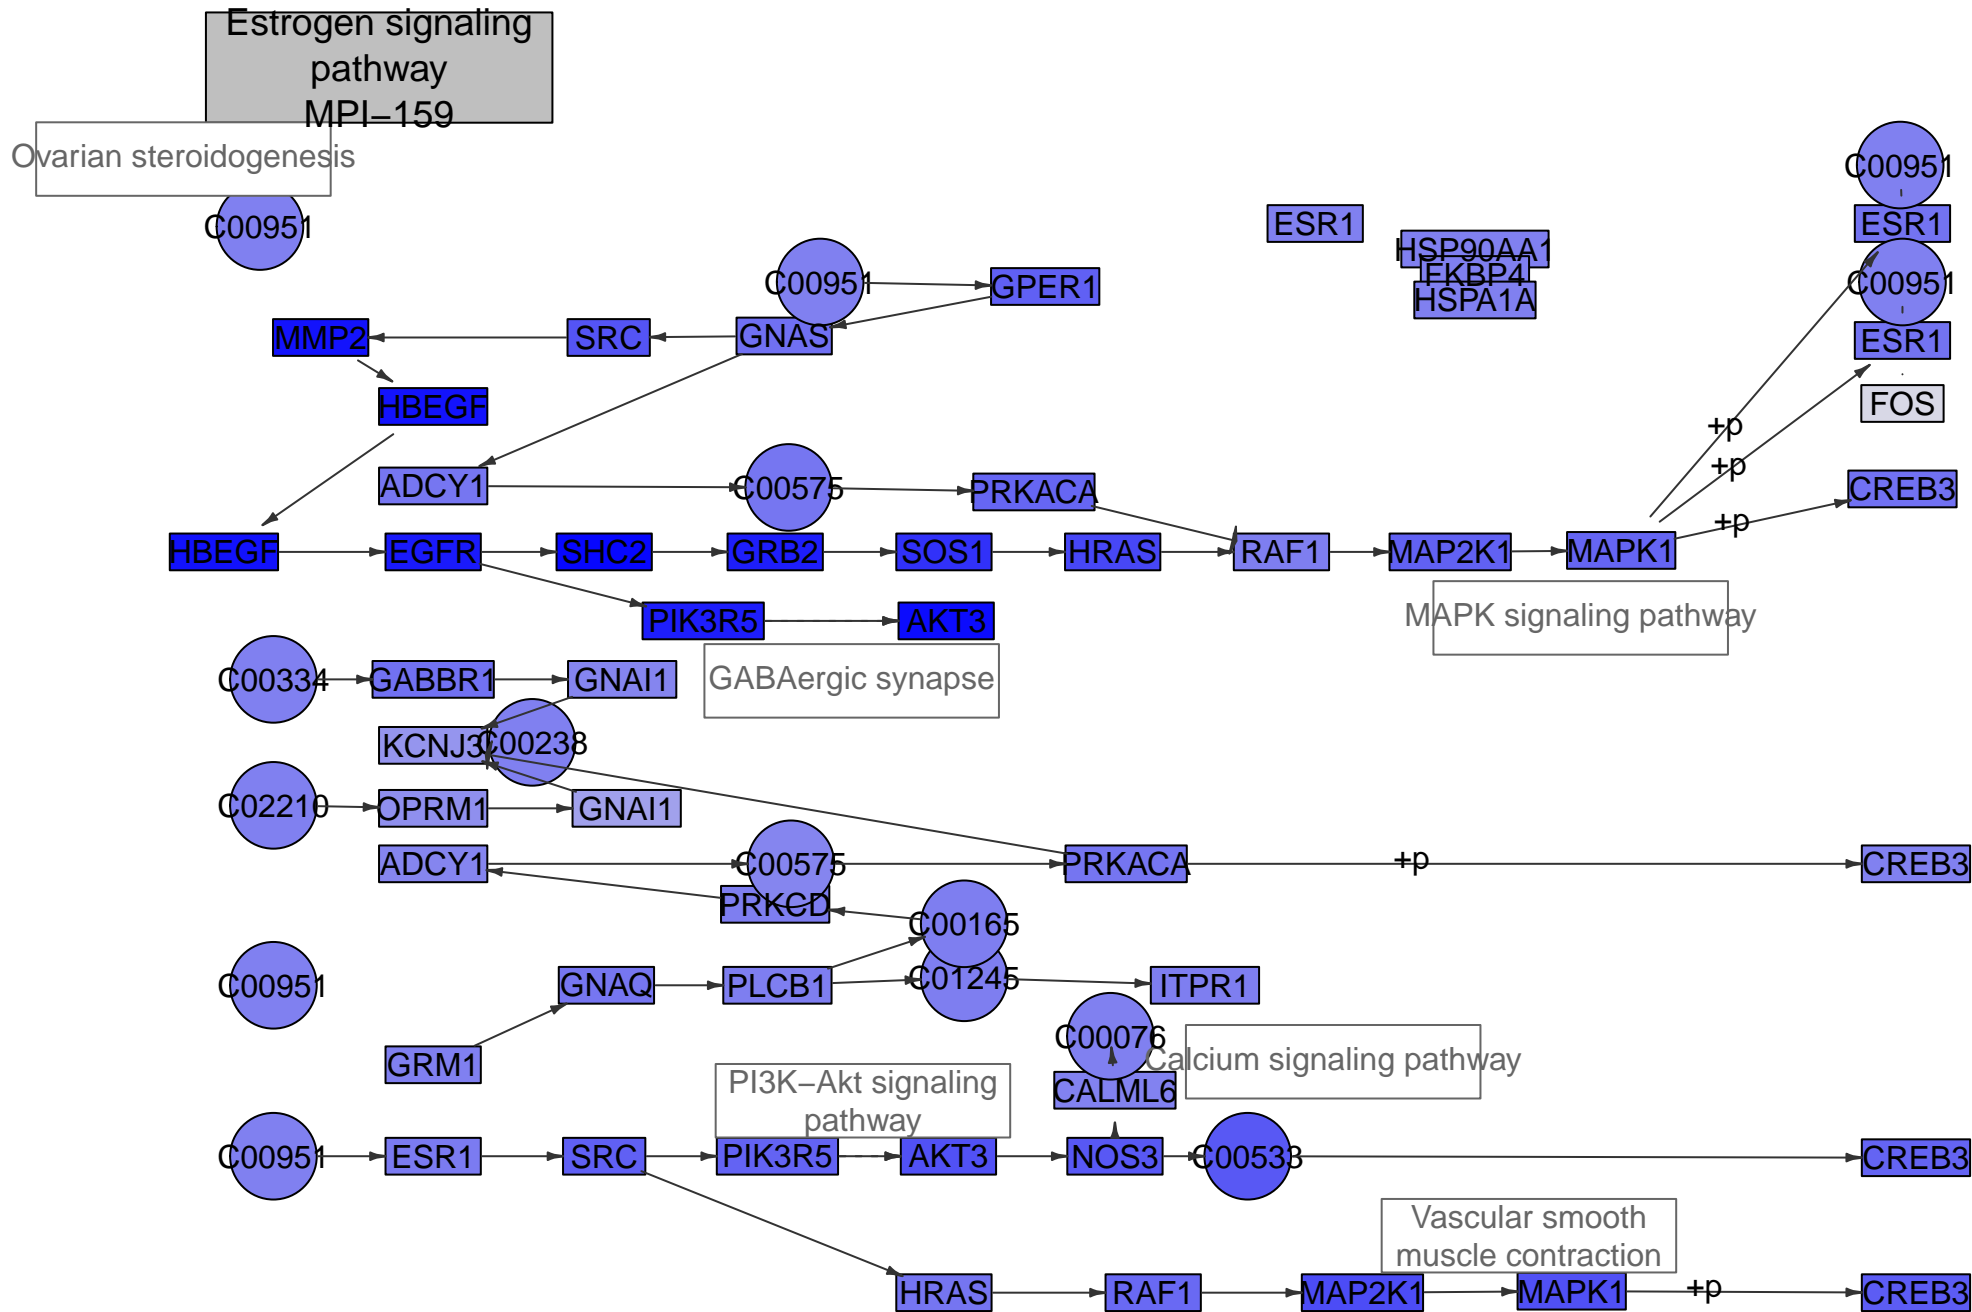 Estrogen signaling
pathway
MPI−159
Ovarian steroidogenesis
C00951
C00951
ESR1
C00951
ESR1
HSP90AA1
FKBP4
HSPA1A
C00951
GPER1
C00951
MMP2
SRC
GNAS
ESR1
HBEGF
FOS
+p
+p
ADCY1
C00575
PRKACA
CREB3
+p
HBEGF
EGFR
SHC2
GRB2
SOS1
HRAS
RAF1
MAP2K1
MAPK1
PIK3R5
AKT3
MAPK signaling pathway
C00334
GABBR1
GNAI1
GABAergic synapse
KCNJ3
C00238
C02210
OPRM1
GNAI1
ADCY1
C00575
PRKACA
+p
CREB3
PRKCD
C00165
C00951
GNAQ
PLCB1
C01245
ITPR1
C00076
Calcium signaling pathway
GRM1
CALML6
PI3K−Akt signaling
pathway
C00951
ESR1
SRC
PIK3R5
AKT3
NOS3
C00533
CREB3
Vascular smooth
muscle contraction
HRAS
RAF1
MAP2K1
MAPK1
+p
CREB3